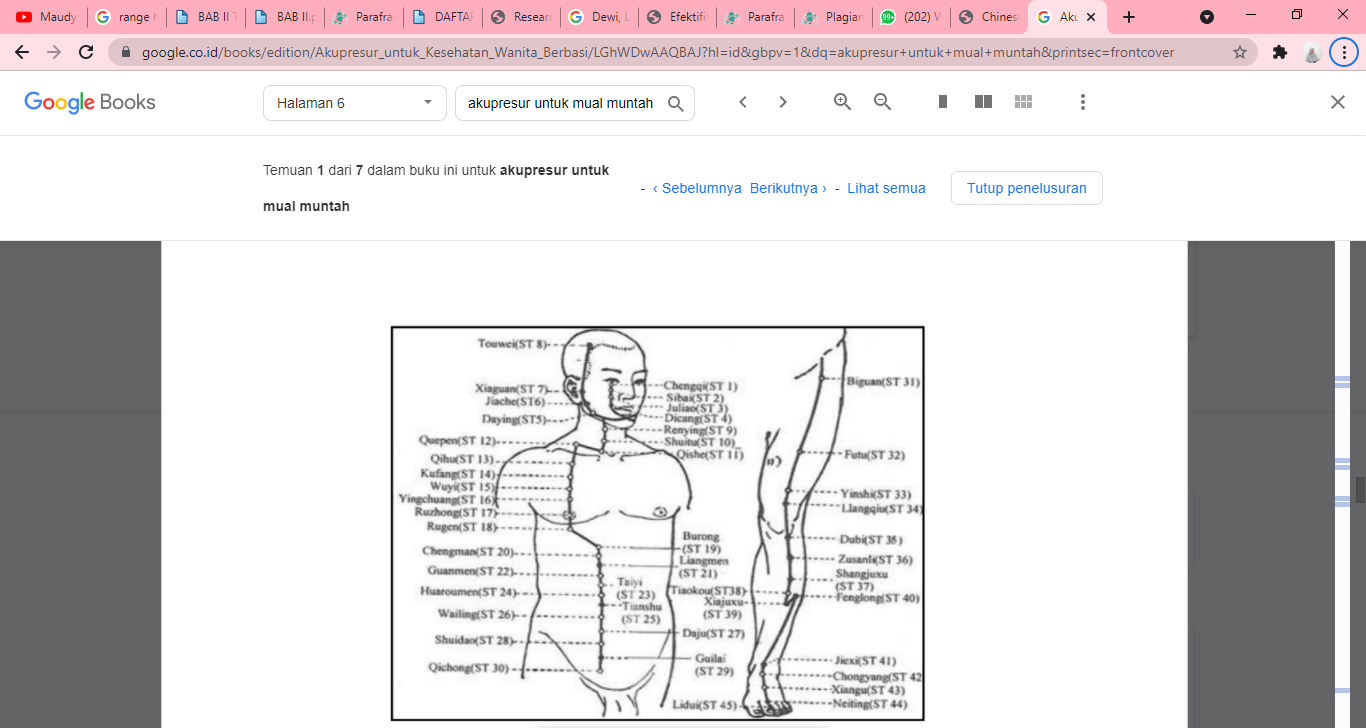 Maudy
range h
BAB II T
BAB II.p
Parafra
DAFTAR
Resear
Dewi, L
Efektifi
Parafra
Plagiari
(202) W
Chines
Aku
google.co.id/books/edition/Akupresur_untuk_Kesehatan_Wanita_Berbasi/LGhWDwAAQBAJ?hl=id&gbpv=1&dq=akupresur+untuk+mual+muntah&printsec=frontcover
Google Books
Halaman 6
akupresur untuk mual muntah
Temuan 1 dari 7 dalam buku ini untuk akupresur untuk
mual muntah
- ‹ Sebelumnya Berikutnya › - Lihat semua
Tutup penelusuran
Touwei(ST 8)
Xiaguan(ST 7)
Jiache(ST6)
Daying(ST5)
Quepen(ST 12)
Qihu(ST 13)
Kufang(ST 14)
Wuyi(ST 15)
Yingchuang(ST 16)
Ruzhong(ST 17)
Rugen(ST 18)
Chengman(ST 20)
Guanmen(ST 22)
Huaroumen(ST 24)
Wailing(ST 26)
Shuidao(ST 28)
Qichong(ST 30)
Chengqi(ST 1)
Sibai(ST 2)
Juliao(ST 3)
Dicang(ST 4)
Renying(ST 9)
Shuitu(ST 10)
Qishe(ST 11)
Burong
(ST 19)
Liangmen
(ST 21)
Taiyi
(ST 23)
Tianshu
(ST 25)
Daju(ST 27)
Guilai
(ST 29)
Biguan(ST 31)
Futu(ST 32)
Yinshi(ST 33)
Llangqiu(ST 34)
Dubi(ST 35)
Zusanli(ST 36)
Shangjuxu
(ST 37)
Tiaokou(ST38)
Xiajuxu
(ST 39)
Fenglong(ST 40)
Jiexi(ST 41)
Chongyang(ST 42
Xiangu(ST 43)
Neiting(ST 44)
Lidui(ST 45)